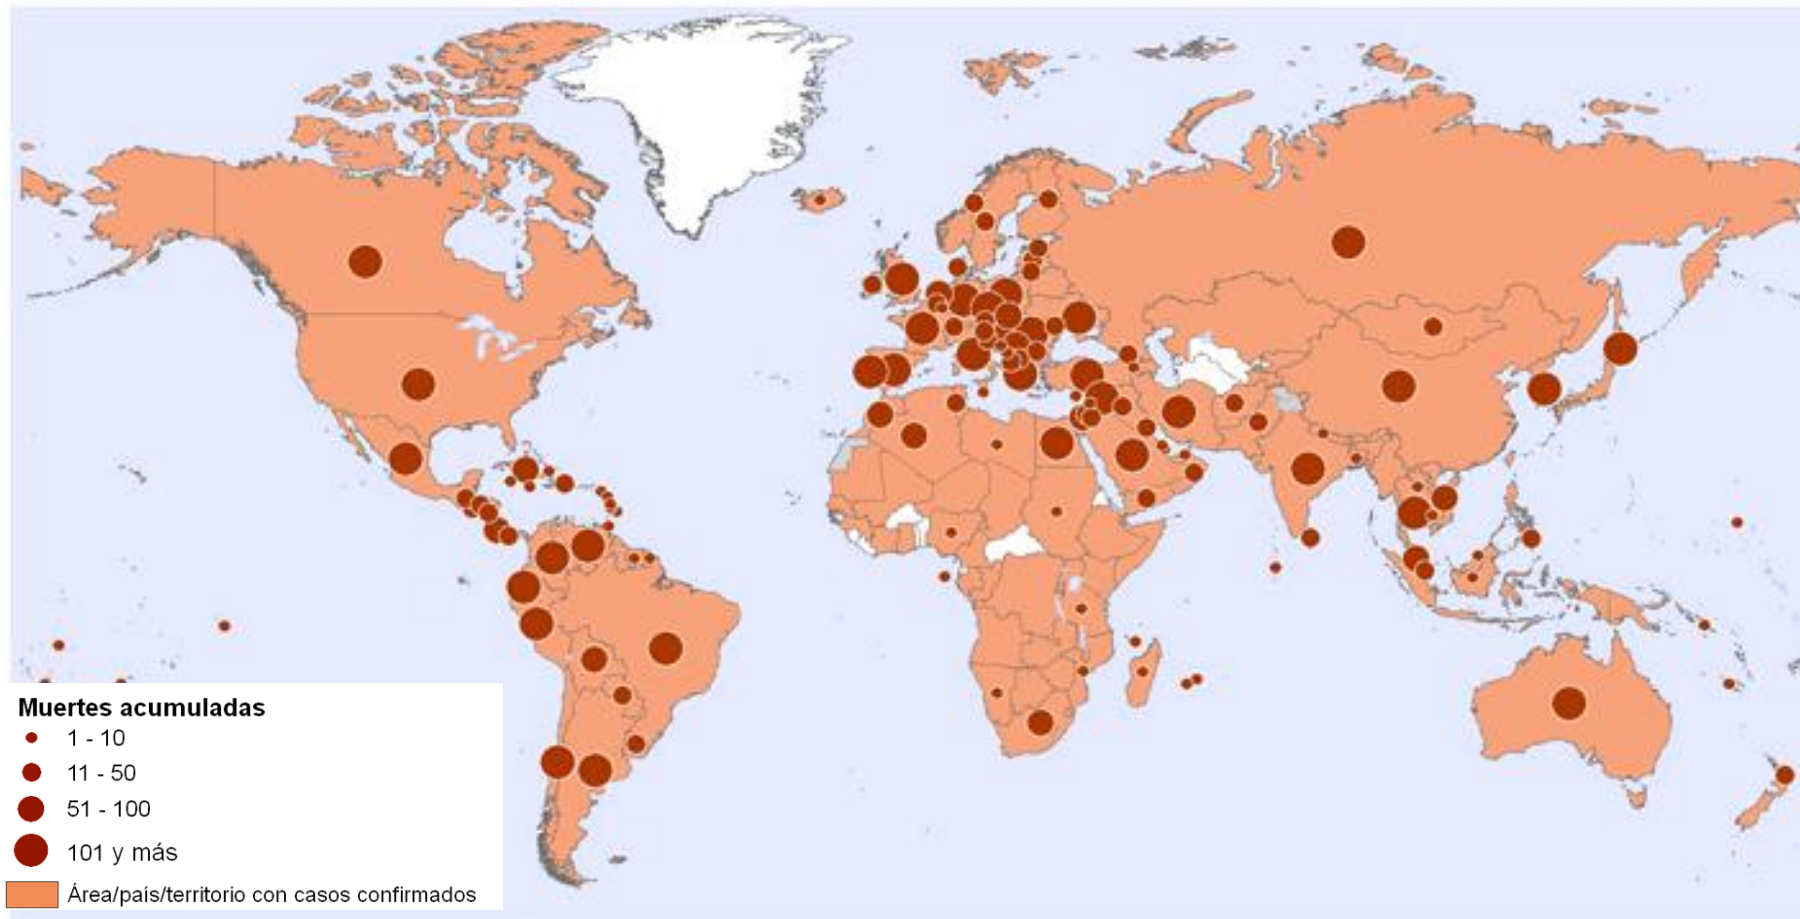 Muertes acumuladas
1 - 10
11 - 50
51 - 100
101 y más
Área/país/territorio con casos confirmados